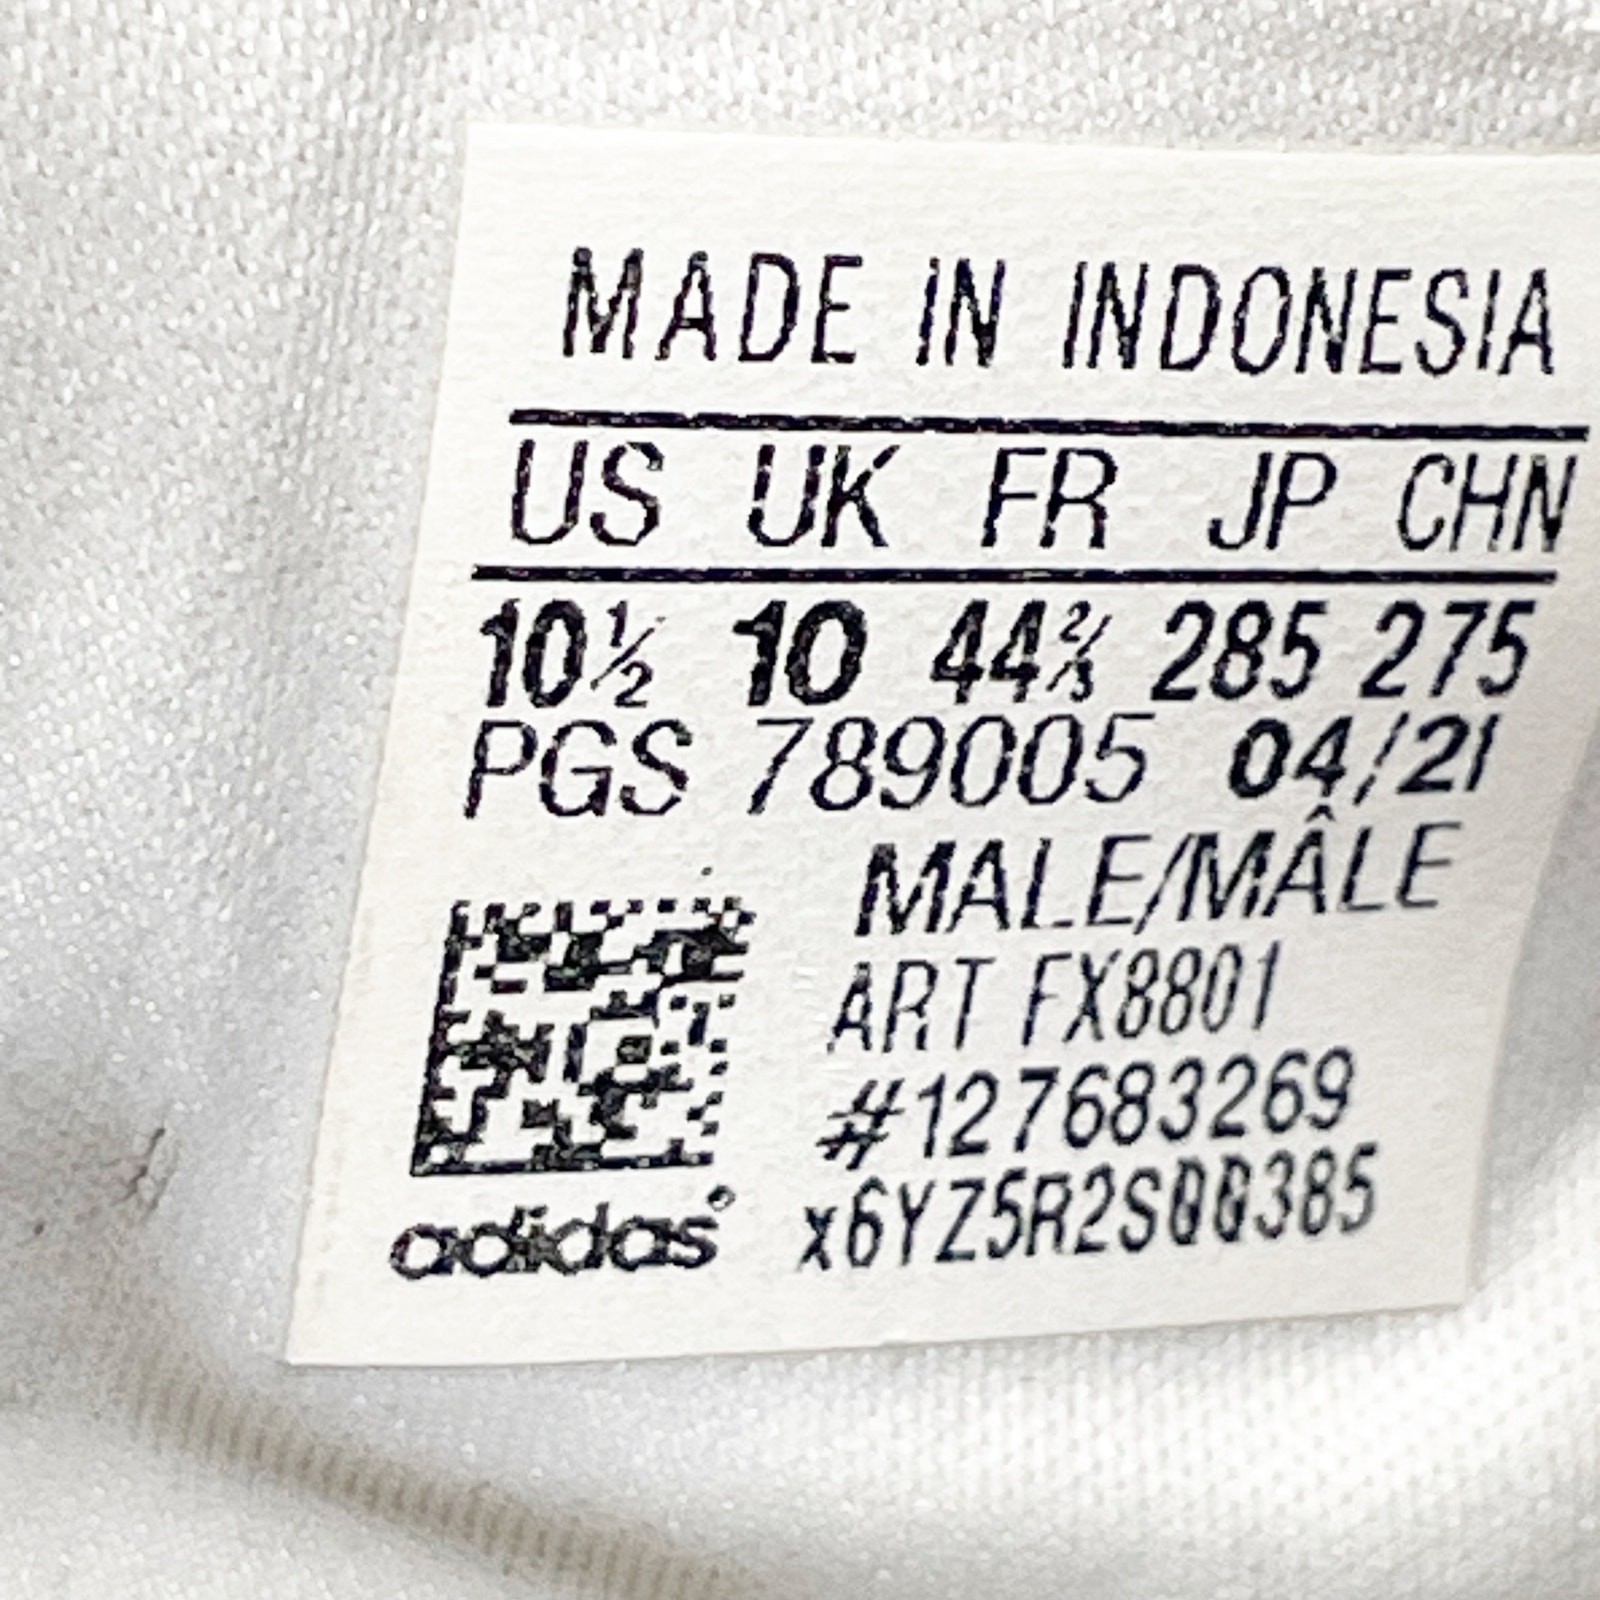 MADE IN INDONESIA
US UK FR JP CHN
10½ 10 44⅔ 285 275
PGS 789005 04/21
MALE/MÂLE
ART FX8801
#127683269
x6YZ5R2S00385
adidas